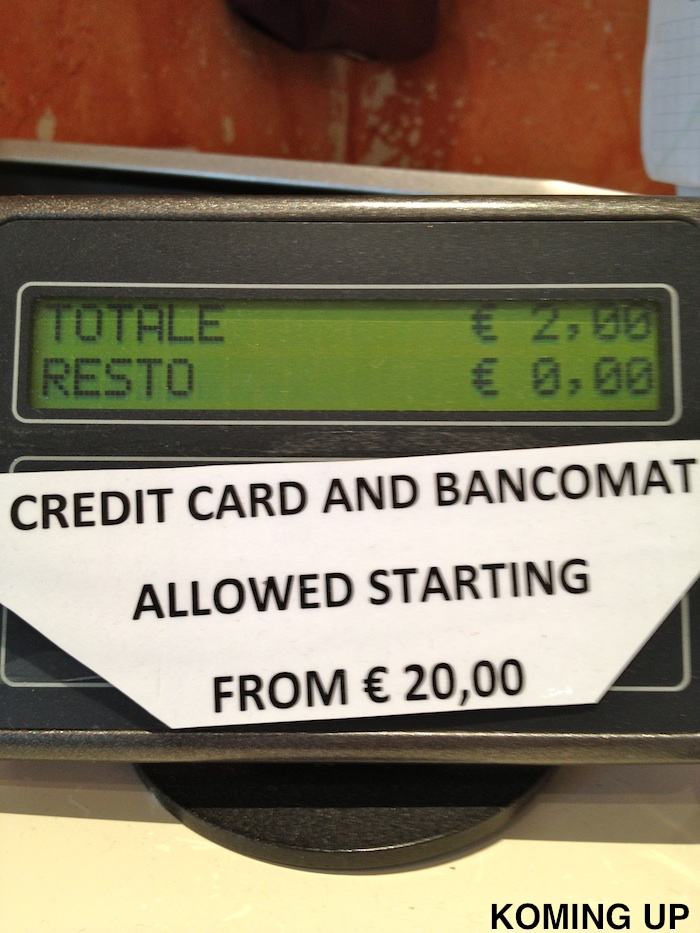 TOTALE € 2,00
RESTO € 0,00
CREDIT CARD AND BANCOMAT
ALLOWED STARTING
FROM € 20,00
KOMING UP